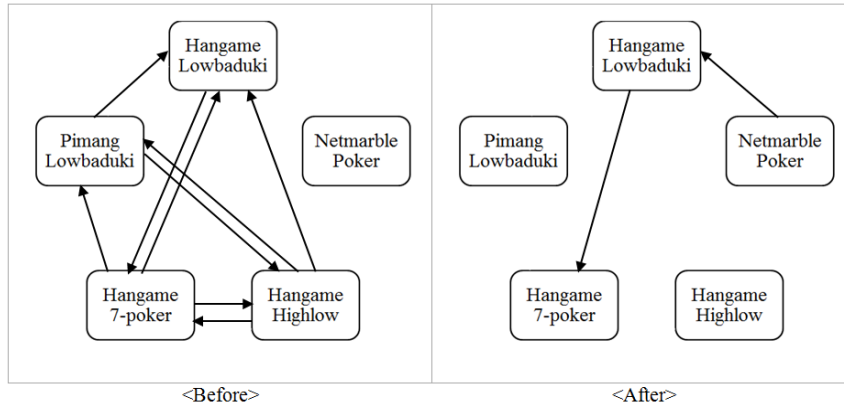 Hangame
Lowbaduki
Pimang
Lowbaduki
Netmarble
Poker
Hangame
7-poker
Hangame
Highlow
<Before>
Hangame
Lowbaduki
Pimang
Lowbaduki
Netmarble
Poker
Hangame
7-poker
Hangame
Highlow
<After>